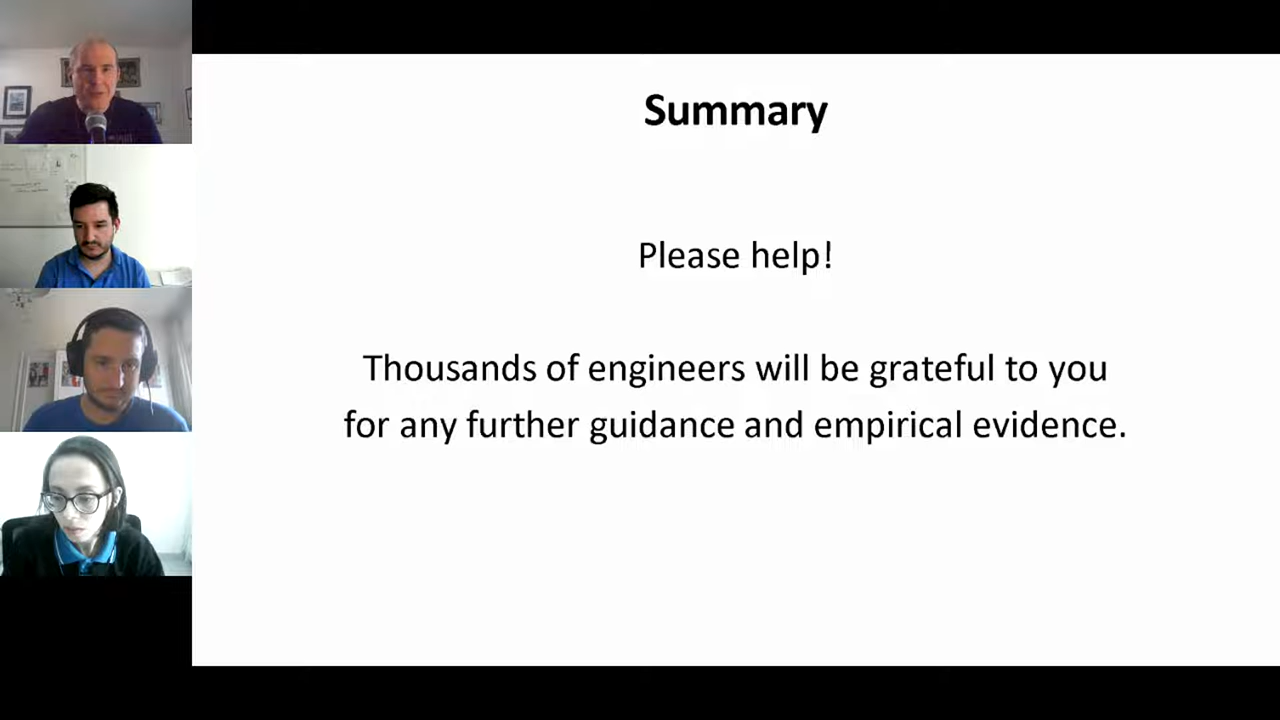 Summary
Please help!
Thousands of engineers will be grateful to you
for any further guidance and empirical evidence.